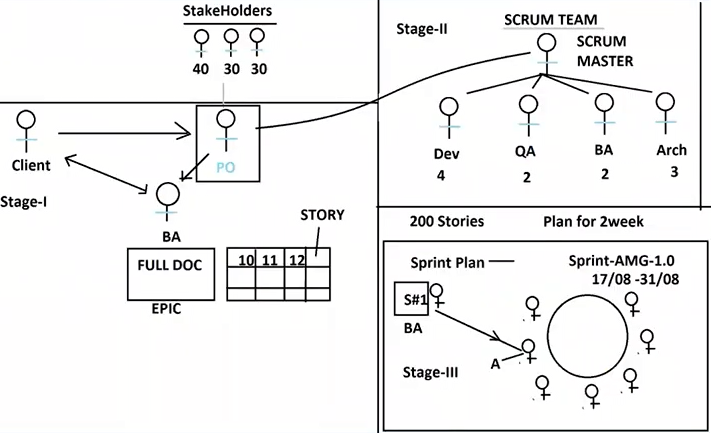 StakeHolders
40 30 30
Client
PO
Stage-I
BA
STORY
FULL DOC
10 11 12
EPIC
Stage-II
SCRUM TEAM
SCRUM
MASTER
Dev QA BA Arch
4 2 2 3
200 Stories Plan for 2week
Sprint Plan Sprint-AMG-1.0
17/08 -31/08
S#1
BA
A
Stage-III